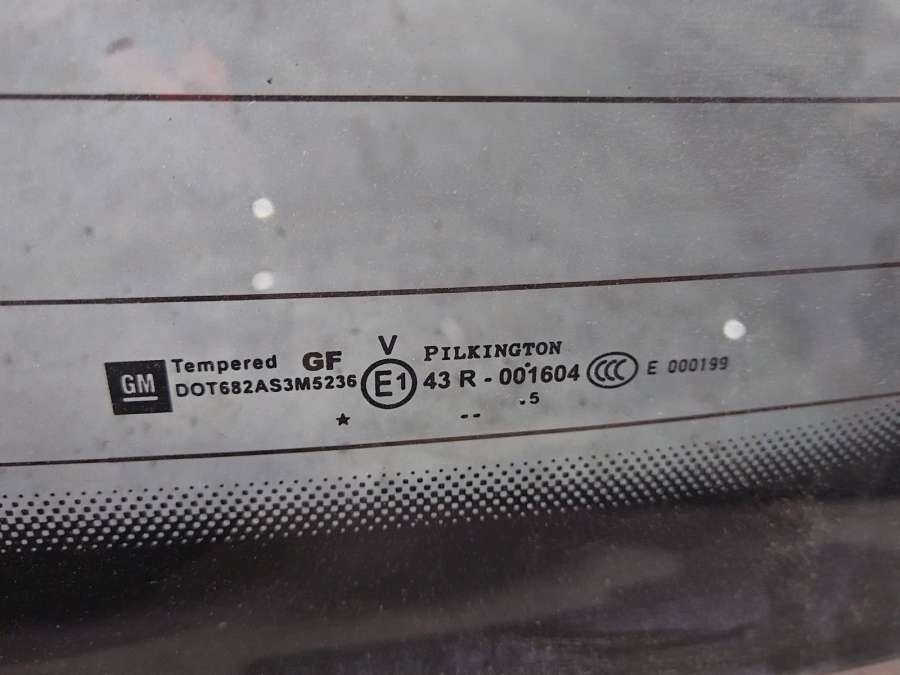 GM Tempered GF V PILKINGTON
DOT682AS3M5236 E1 43 R - 001604 CCC E 000199
.5